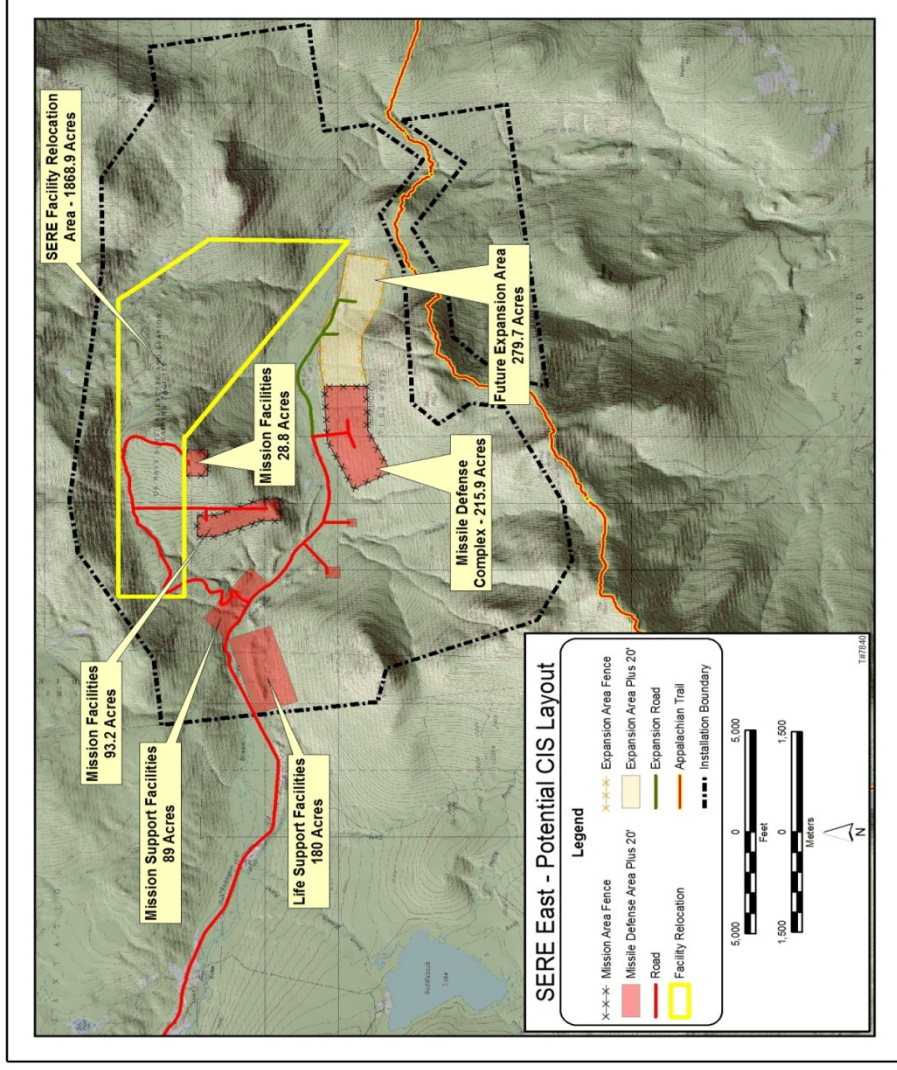 SERE Facility Relocation
Area - 1868.9 Acres
Mission Facilities
28.8 Acres
Mission Facilities
93.2 Acres
Mission Support Facilities
89 Acres
Life Support Facilities
180 Acres
Missile Defense
Complex - 215.9 Acres
Future Expansion Area
279.7 Acres
MADRID
Saddleback
Lake
SERE East - Potential CIS Layout
Legend
Mission Area Fence
Missile Defense Area Plus 20'
Road
Facility Relocation
Expansion Area Fence
Expansion Area Plus 20'
Expansion Road
Appalachian Trail
Installation Boundary
5,000 0 5,000
Feet
1,500 0 1,500
Meters
N
T#7840